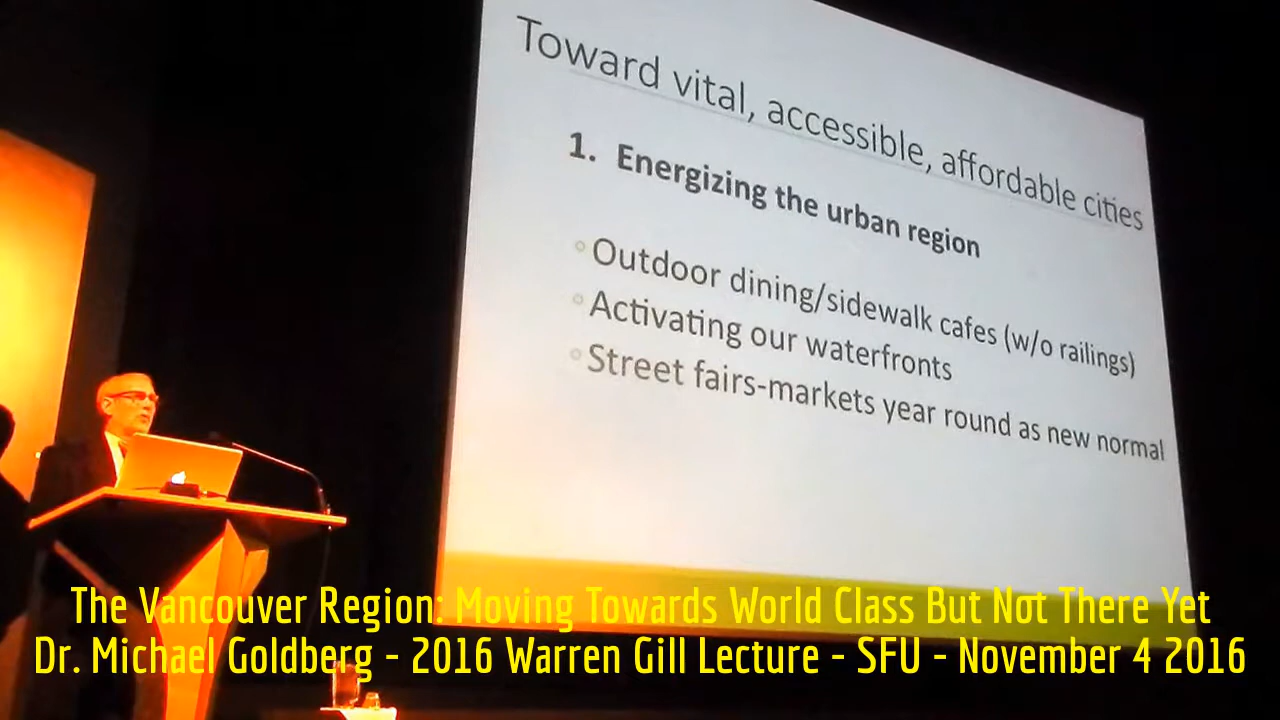 Toward vital, accessible, affordable cities
1. Energizing the urban region
Outdoor dining/sidewalk cafes (w/o railings)
Activating our waterfronts
Street fairs-markets year round as new normal
The Vancouver Region: Moving Towards World Class But Not There Yet
Dr. Michael Goldberg - 2016 Warren Gill Lecture - SFU - November 4 2016